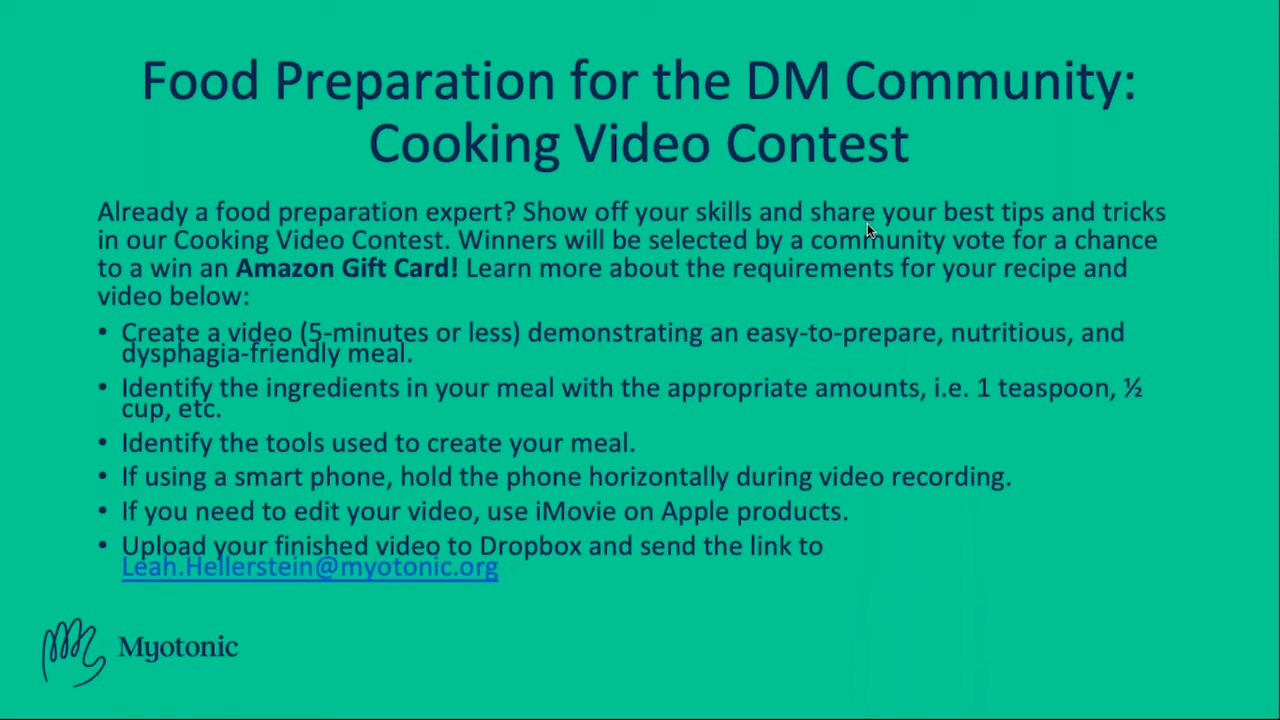 Food Preparation for the DM Community:
Cooking Video Contest
Already a food preparation expert? Show off your skills and share your best tips and tricks
in our Cooking Video Contest. Winners will be selected by a community vote for a chance
to a win an Amazon Gift Card! Learn more about the requirements for your recipe and
video below:
• Create a video (5-minutes or less) demonstrating an easy-to-prepare, nutritious, and
dysphagia-friendly meal.
• Identify the ingredients in your meal with the appropriate amounts, i.e. 1 teaspoon, ½
cup, etc.
• Identify the tools used to create your meal.
• If using a smart phone, hold the phone horizontally during video recording.
• If you need to edit your video, use iMovie on Apple products.
• Upload your finished video to Dropbox and send the link to
Leah.Hellerstein@myotonic.org
Myotonic